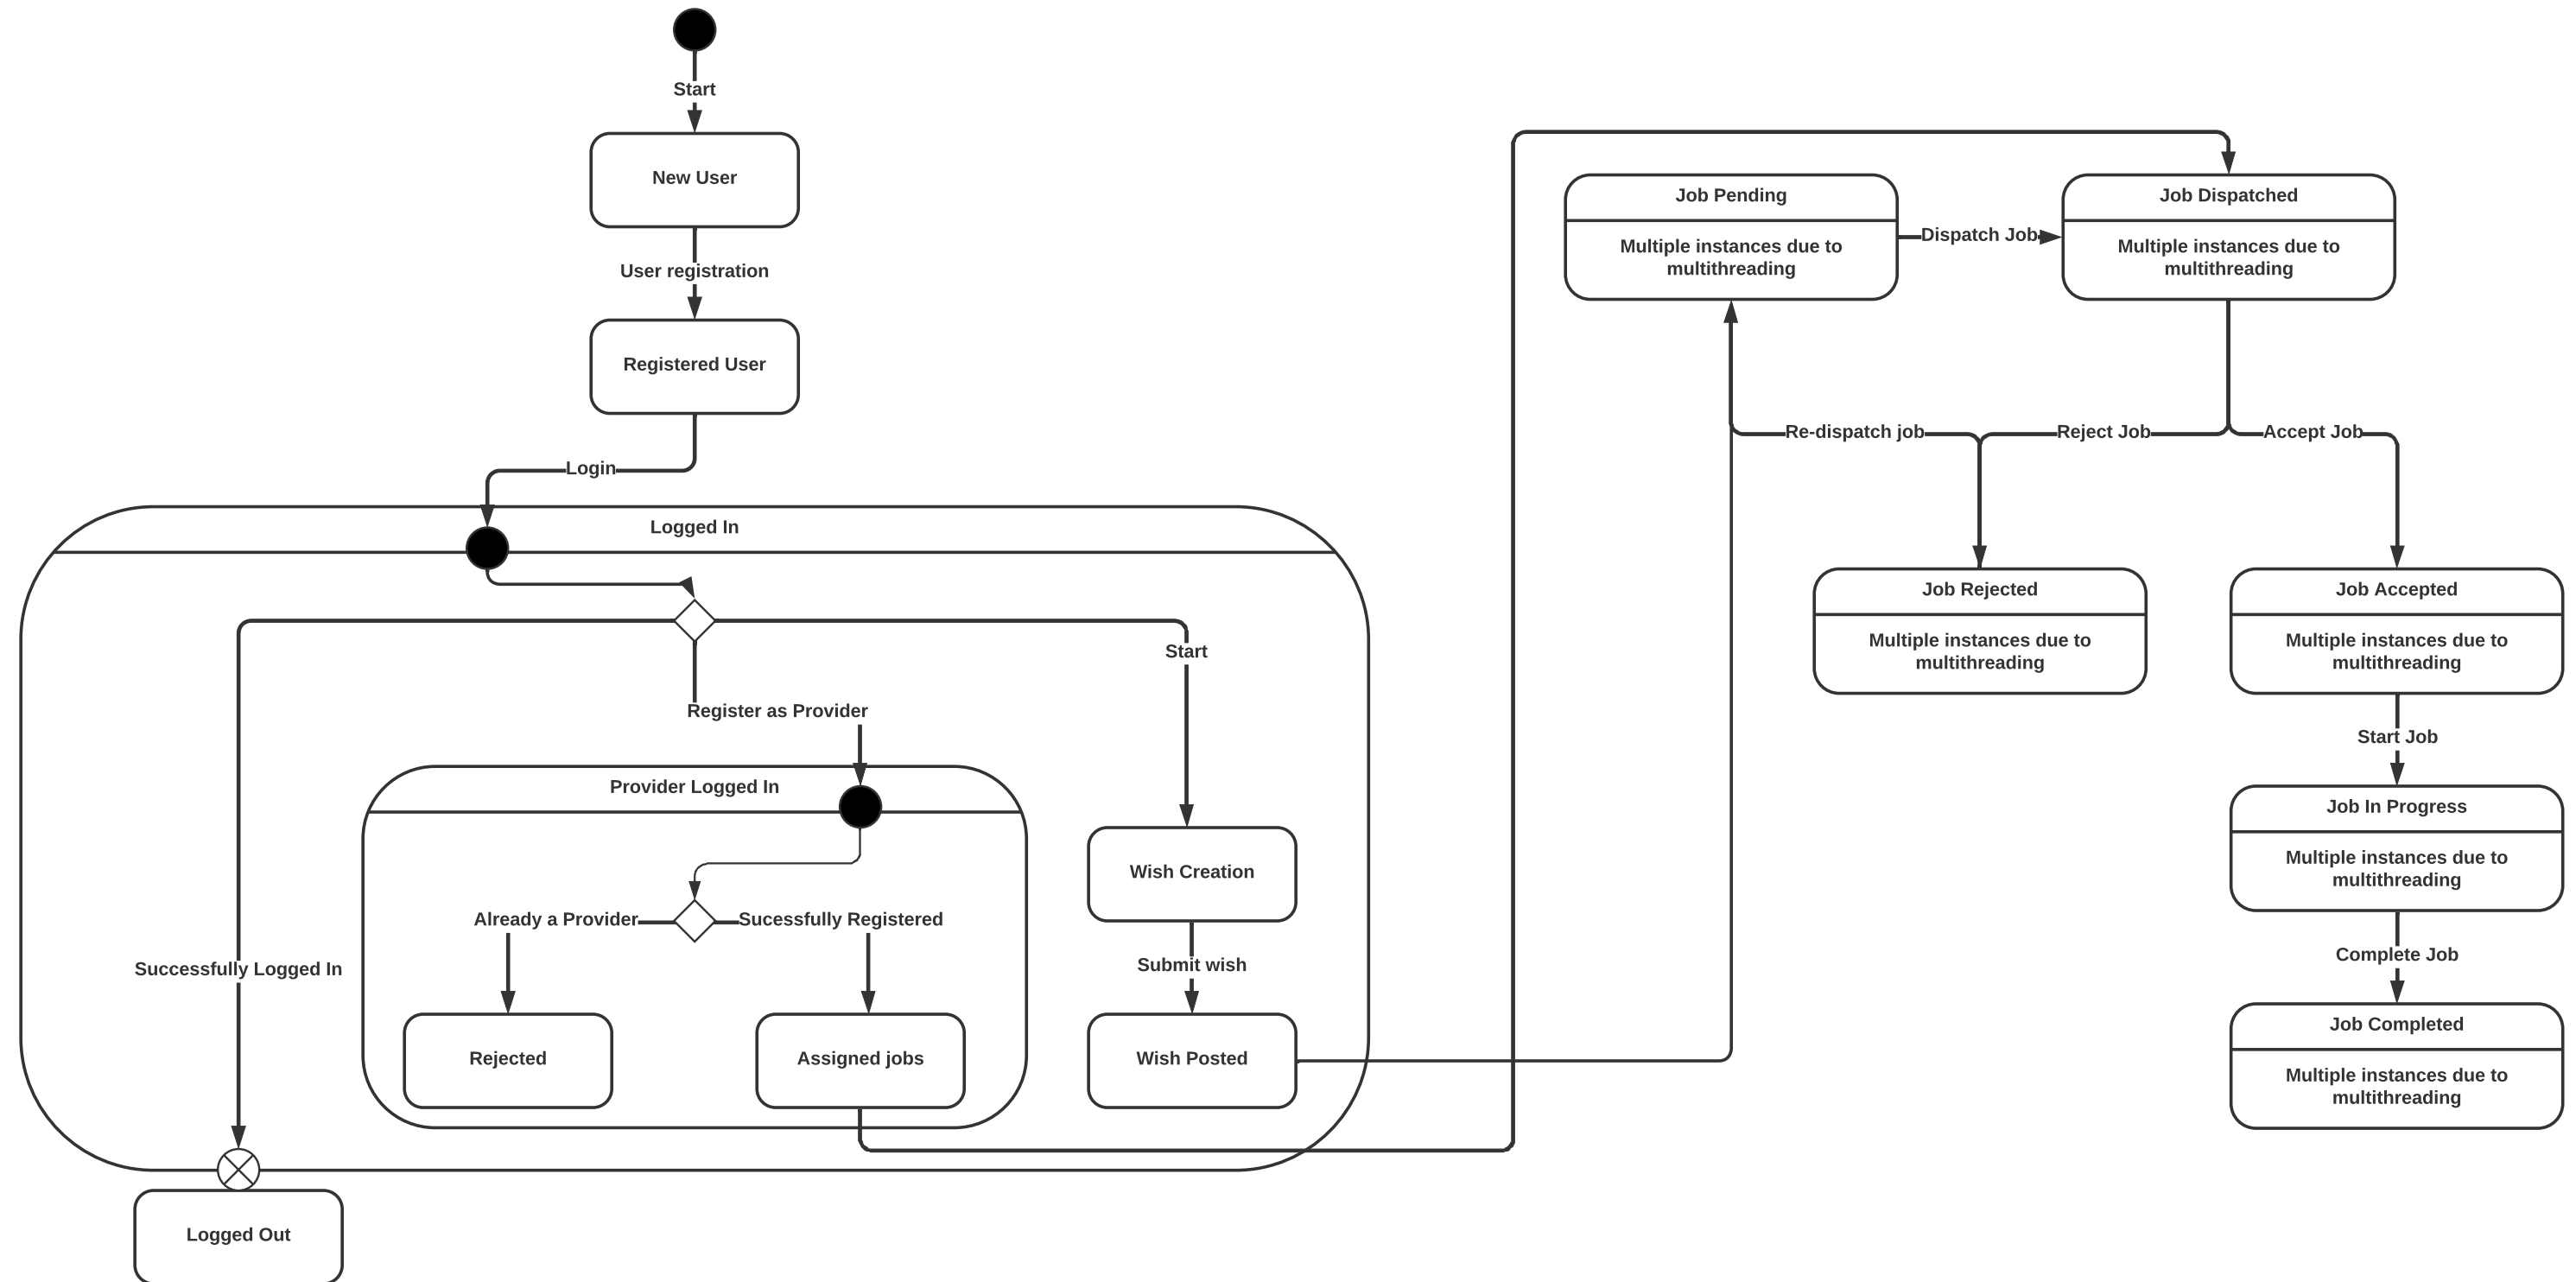 Start
New User
User registration
Registered User
Login
Logged In
Start
Register as Provider
Provider Logged In
Wish Creation
Already a Provider
Sucessfully Registered
Successfully Logged In
Submit wish
Rejected
Assigned jobs
Wish Posted
Logged Out
Job Pending
Multiple instances due to
multithreading
Dispatch Job
Job Dispatched
Multiple instances due to
multithreading
Re-dispatch job
Reject Job
Accept Job
Job Rejected
Multiple instances due to
multithreading
Job Accepted
Multiple instances due to
multithreading
Start Job
Job In Progress
Multiple instances due to
multithreading
Complete Job
Job Completed
Multiple instances due to
multithreading